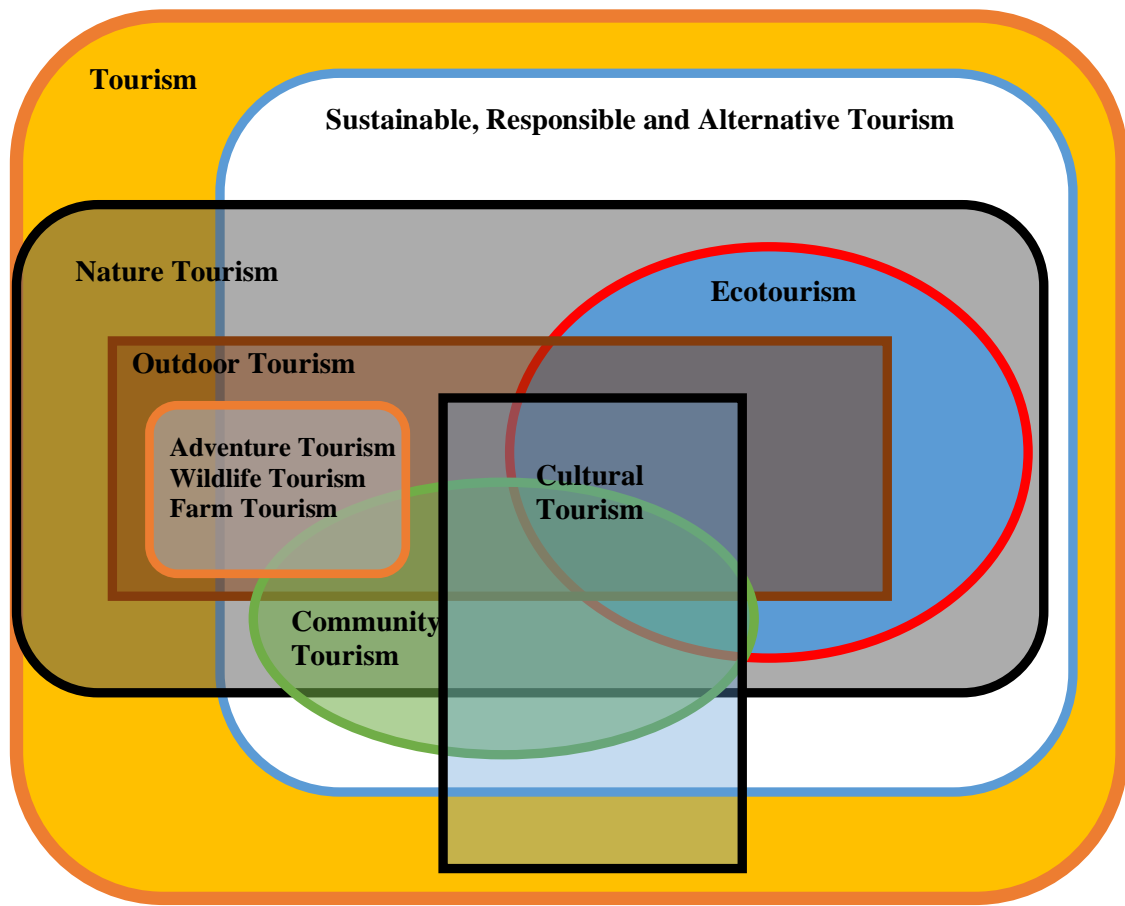 Tourism
Sustainable, Responsible and Alternative Tourism
Nature Tourism
Ecotourism
Outdoor Tourism
Adventure Tourism
Wildlife Tourism
Farm Tourism
Cultural
Tourism
Community
Tourism